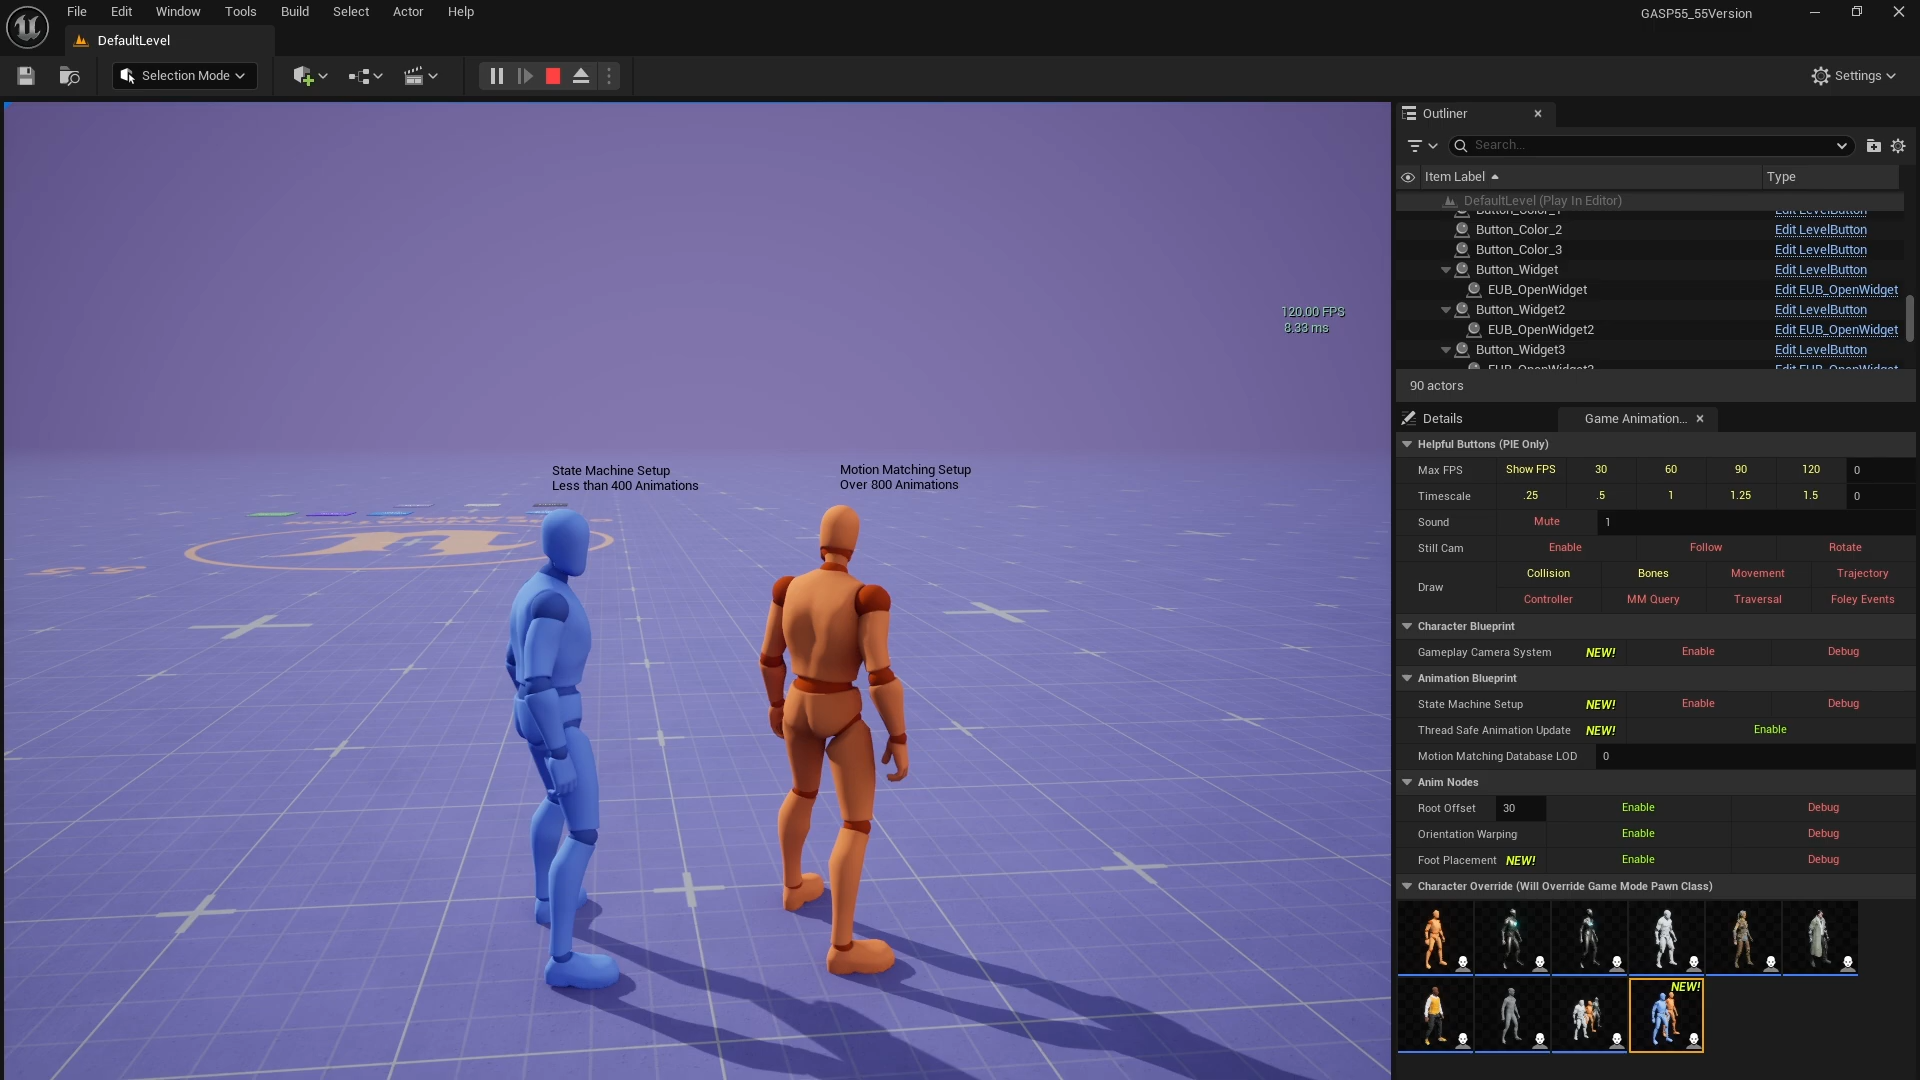 File Edit Window Tools Build Select Actor Help
GASP55_55Version
DefaultLevel
Selection Mode
Settings
120.00 FPS
8.33 ms
State Machine Setup
Less than 400 Animations
Motion Matching Setup
Over 800 Animations
Outliner
Search...
Item Label Type
DefaultLevel (Play In Editor)
Button_Color_1 Edit LevelButton
Button_Color_2 Edit LevelButton
Button_Color_3 Edit LevelButton
Button_Widget Edit LevelButton
EUB_OpenWidget Edit EUB_OpenWidget
Button_Widget2 Edit LevelButton
EUB_OpenWidget2 Edit EUB_OpenWidget
Button_Widget3 Edit LevelButton
EUB_OpenWidget3 Edit EUB_OpenWidget
90 actors
Details Game Animation...
Helpful Buttons (PIE Only)
Max FPS Show FPS 30 60 90 120 0
Timescale .25 .5 1 1.25 1.5 0
Sound Mute 1
Still Cam Enable Follow Rotate
Draw Collision Bones Movement Trajectory
Controller MM Query Traversal Foley Events
Character Blueprint
Gameplay Camera System NEW! Enable Debug
Animation Blueprint
State Machine Setup NEW! Enable Debug
Thread Safe Animation Update NEW! Enable
Motion Matching Database LOD 0
Anim Nodes
Root Offset 30 Enable Debug
Orientation Warping Enable Debug
Foot Placement NEW! Enable Debug
Character Override (Will Override Game Mode Pawn Class)
NEW!